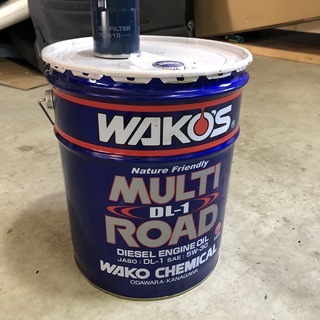 WAKO'S
Nature Friendly
MULTI
DL-1
ROAD
DIESEL ENGINE OIL
JASO : DL-1 SAE : 5W-30
WAKO CHEMICAL
ODAWARA-KANAGAWA